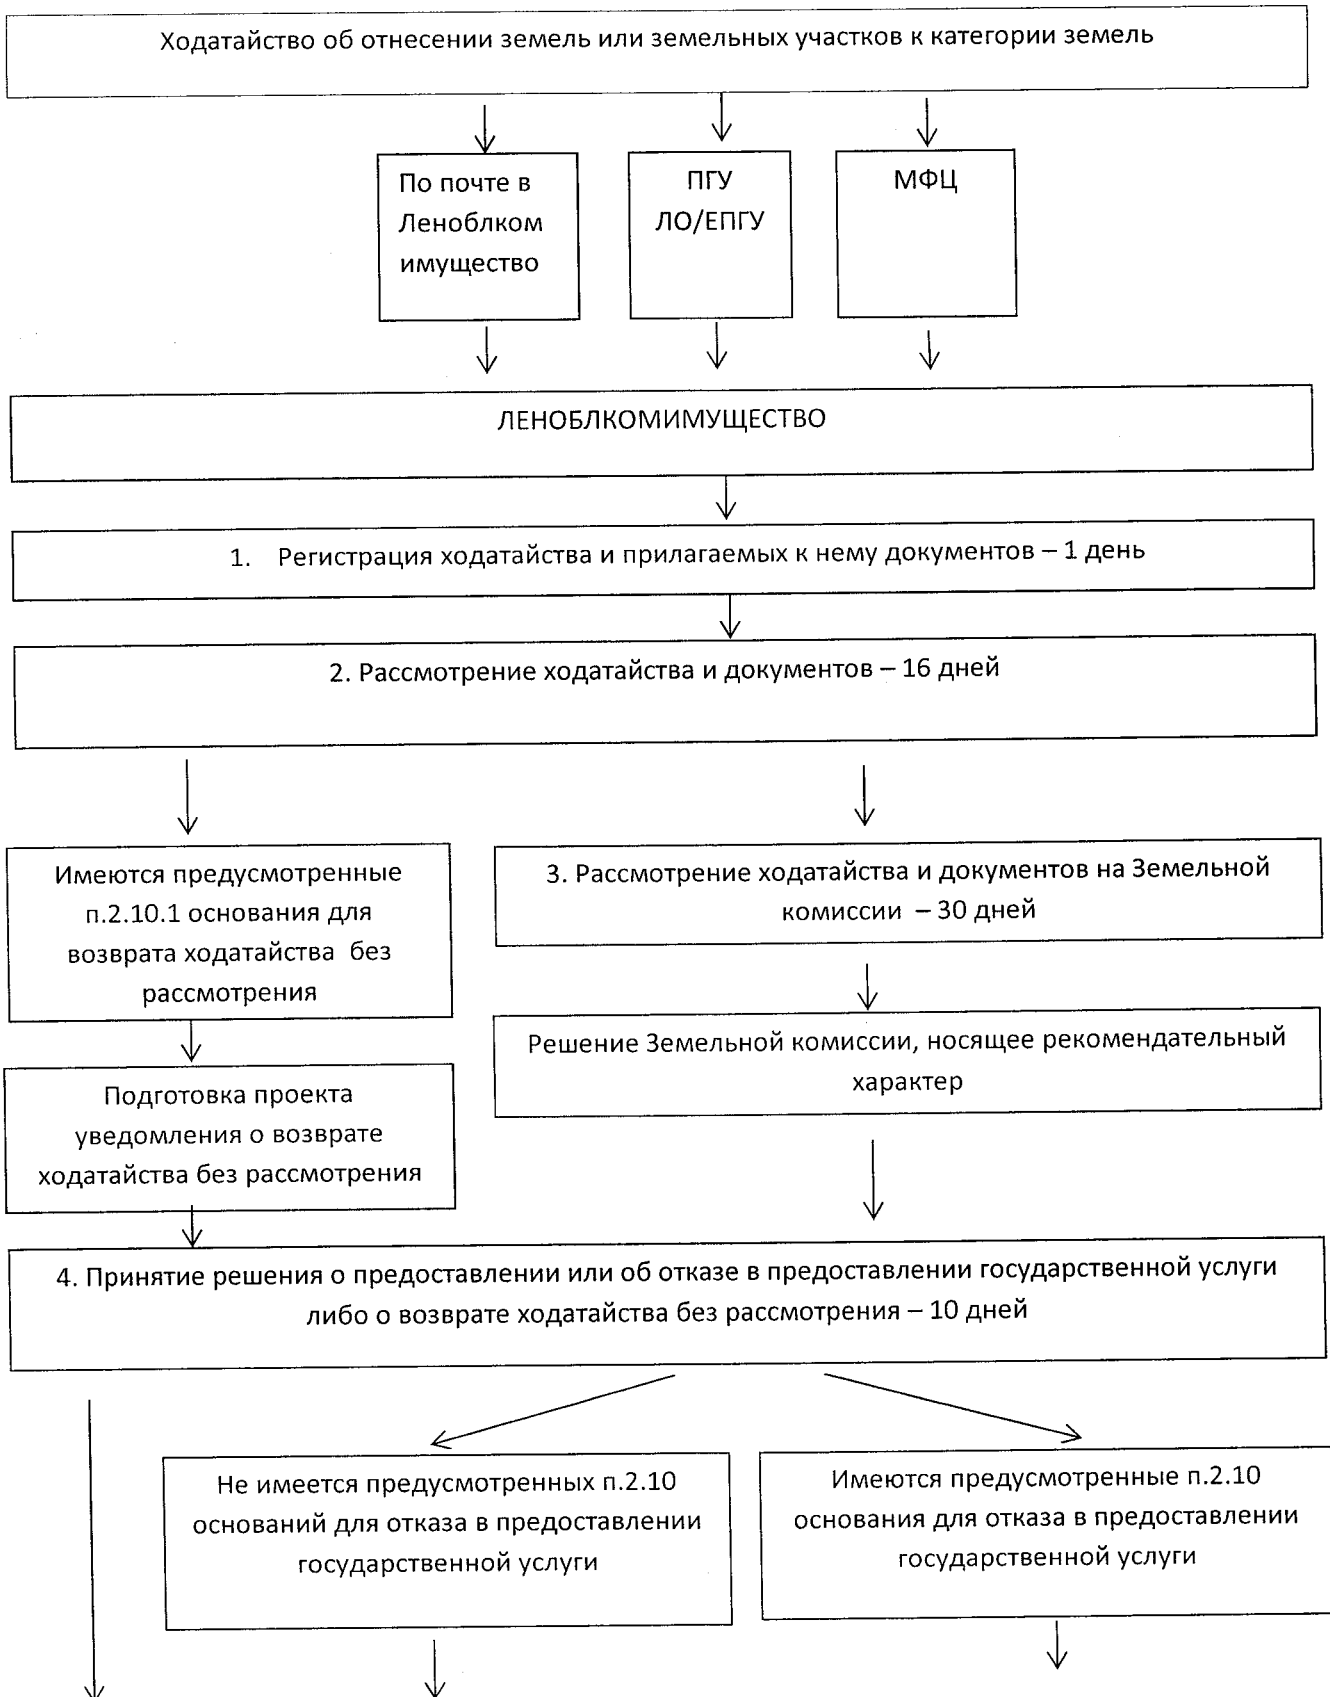 Ходатайство об отнесении земель или земельных участков к категории земель
По почте в
Леноблком
имущество
ПГУ
ЛО/ЕПГУ
МФЦ
ЛЕНОБЛКОМИМУЩЕСТВО
1. Регистрация ходатайства и прилагаемых к нему документов – 1 день
2. Рассмотрение ходатайства и документов – 16 дней
Имеются предусмотренные
п.2.10.1 основания для
возврата ходатайства без
рассмотрения
3. Рассмотрение ходатайства и документов на Земельной
комиссии – 30 дней
Решение Земельной комиссии, носящее рекомендательный
характер
Подготовка проекта
уведомления о возврате
ходатайства без рассмотрения
4. Принятие решения о предоставлении или об отказе в предоставлении государственной услуги
либо о возврате ходатайства без рассмотрения – 10 дней
Не имеется предусмотренных п.2.10
оснований для отказа в предоставлении
государственной услуги
Имеются предусмотренные п.2.10
основания для отказа в предоставлении
государственной услуги